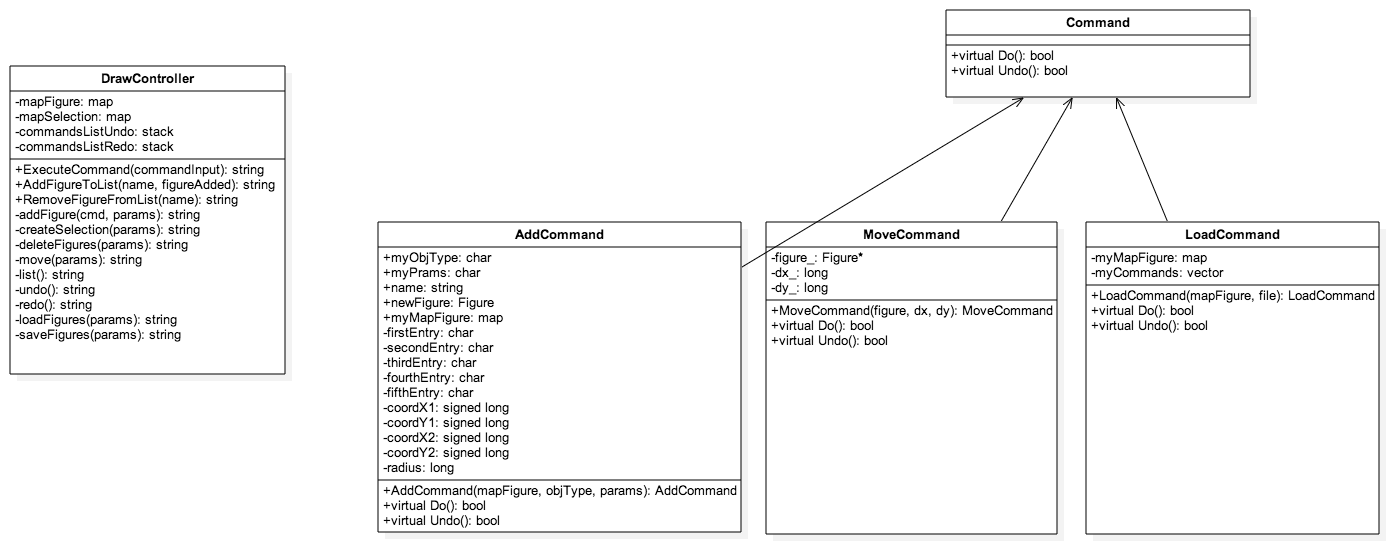 Command
+virtual Do(): bool
+virtual Undo(): bool
DrawController
-mapFigure: map
-mapSelection: map
-commandsListUndo: stack
-commandsListRedo: stack
+ExecuteCommand(commandInput): string
+AddFigureToList(name, figureAdded): string
+RemoveFigureFromList(name): string
-addFigure(cmd, params): string
-createSelection(params): string
-deleteFigures(params): string
-move(params): string
-list(): string
-undo(): string
-redo(): string
-loadFigures(params): string
-saveFigures(params): string
AddCommand
+myObjType: char
+myPrams: char
+name: string
+newFigure: Figure
+myMapFigure: map
-firstEntry: char
-secondEntry: char
-thirdEntry: char
-fourthEntry: char
-fifthEntry: char
-coordX1: signed long
-coordY1: signed long
-coordX2: signed long
-coordY2: signed long
-radius: long
+AddCommand(mapFigure, objType, params): AddCommand
+virtual Do(): bool
+virtual Undo(): bool
MoveCommand
-figure_: Figure*
-dx_: long
-dy_: long
+MoveCommand(figure, dx, dy): MoveCommand
+virtual Do(): bool
+virtual Undo(): bool
LoadCommand
-myMapFigure: map
-myCommands: vector
+LoadCommand(mapFigure, file): LoadCommand
+virtual Do(): bool
+virtual Undo(): bool